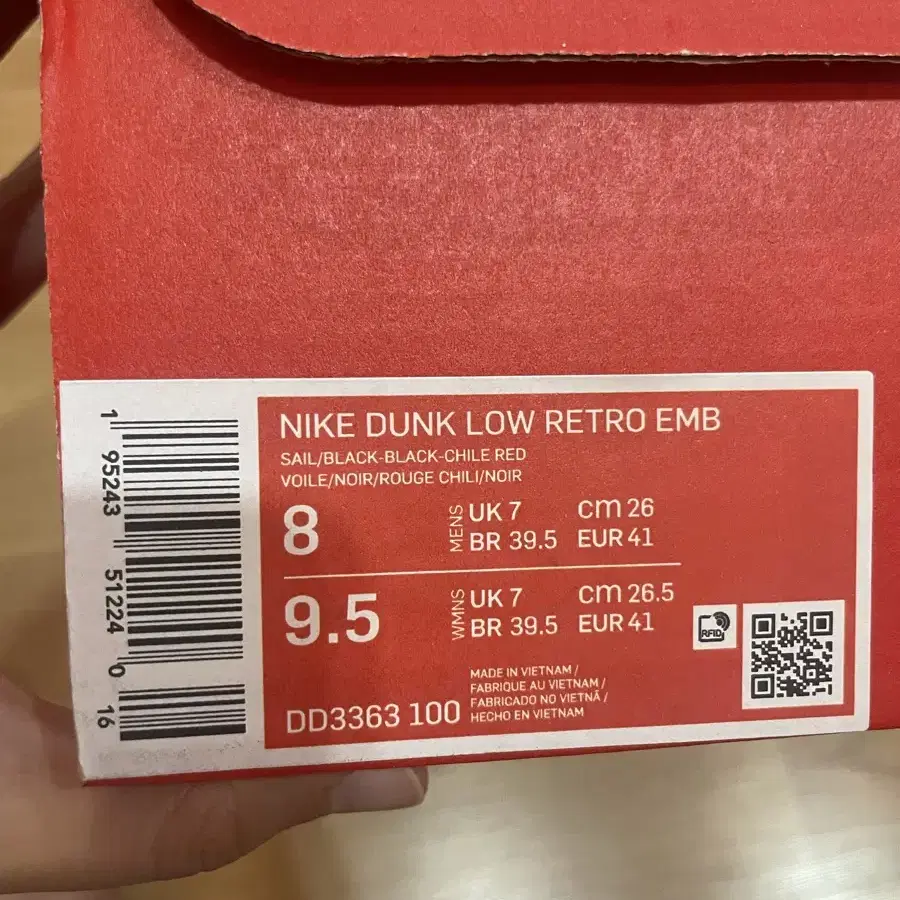 NIKE DUNK LOW RETRO EMB
SAIL/BLACK-BLACK-CHILE RED
VOILE/NOIR/ROUGE CHILI/NOIR
8 MENS UK 7 cm 26
BR 39.5 EUR 41
9.5 WMNS UK 7 cm 26.5
BR 39.5 EUR 41
RFID
DD3363 100
MADE IN VIETNAM /
FABRIQUE AU VIETNAM /
FABRICADO NO VIETNÃ /
HECHO EN VIETNAM
1 95243 51224 0 16